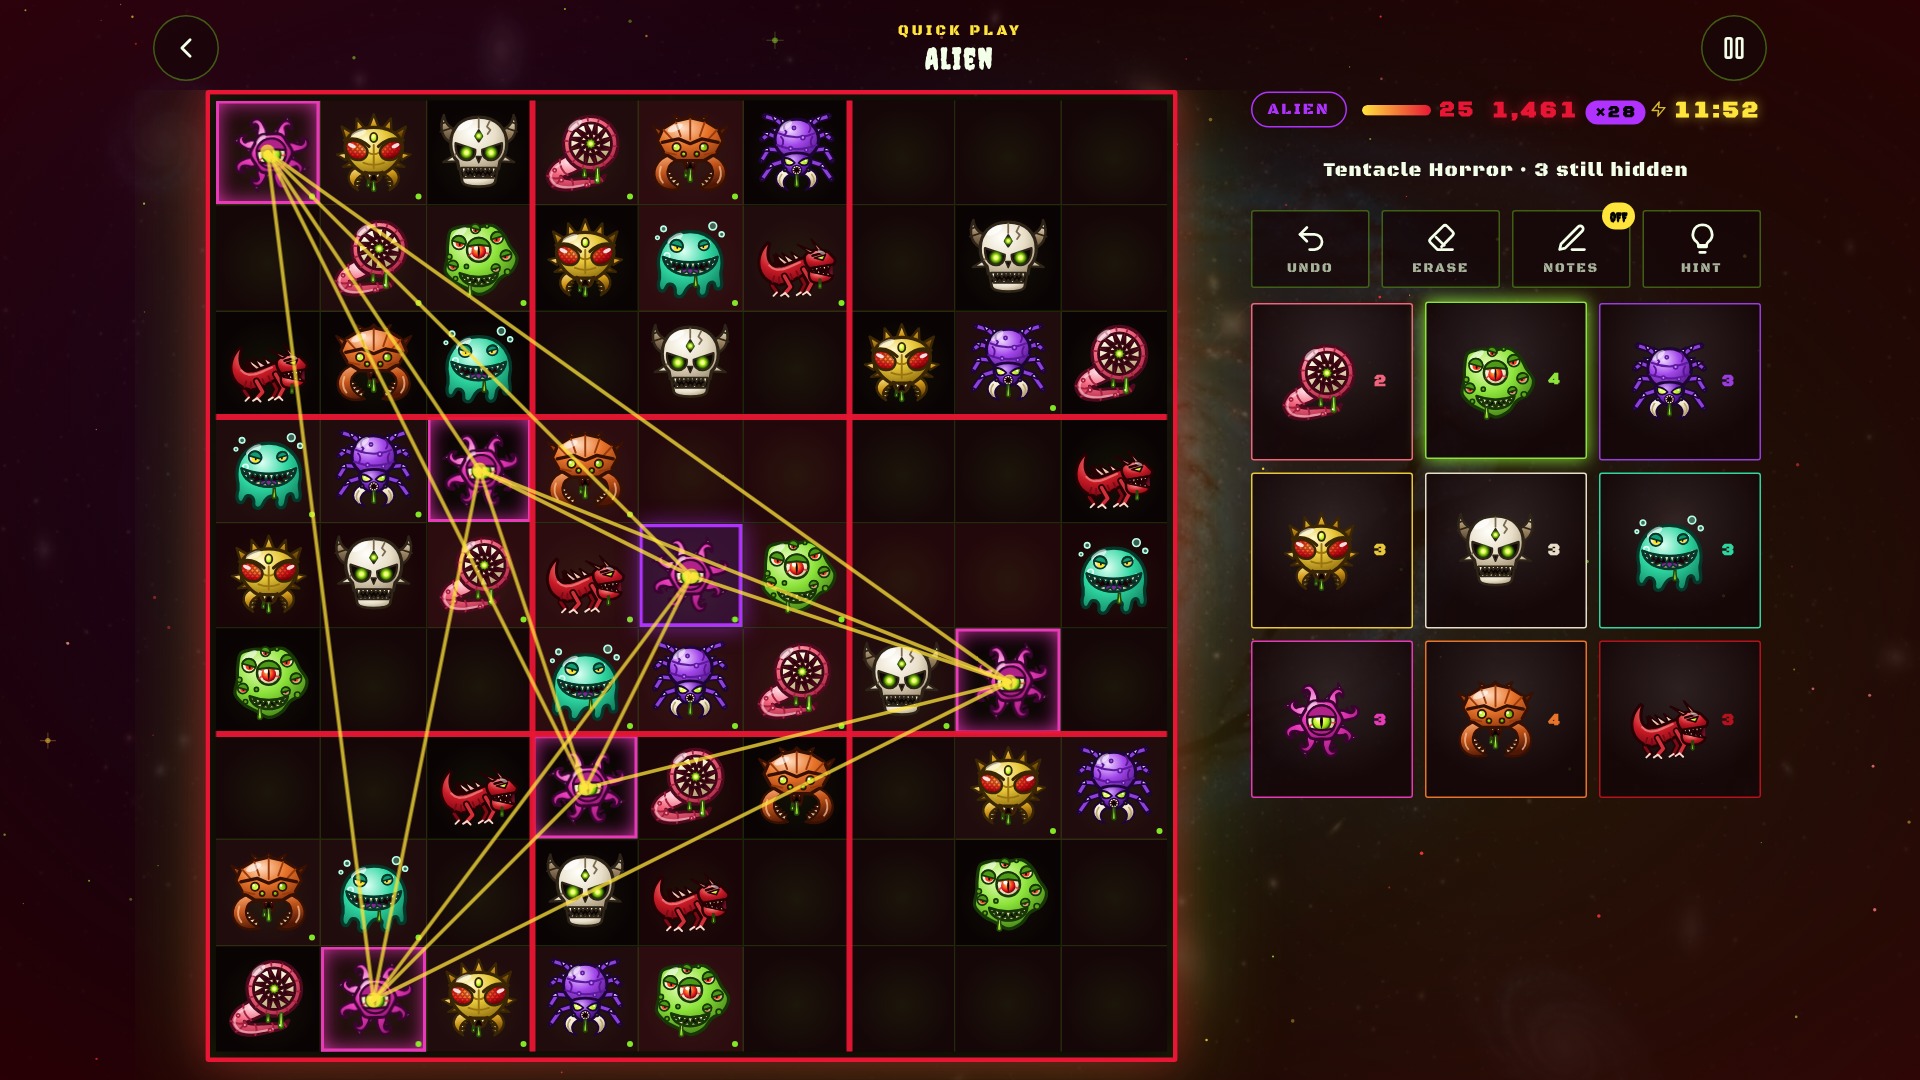 QUICK PLAY
ALIEN
ALIEN 25 1,461 ×28 11:52
Tentacle Horror · 3 still hidden
OFF
UNDO ERASE NOTES HINT
2 4 3
3 3 3
3 4 3